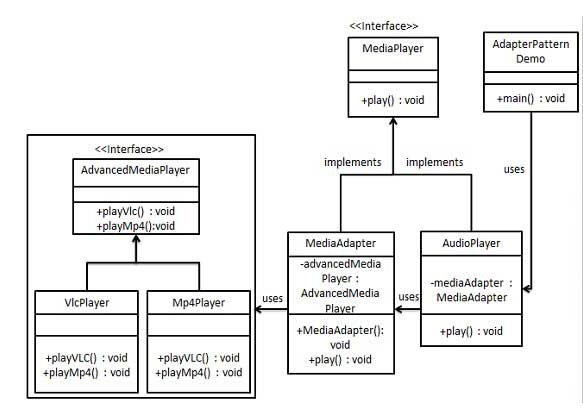 <<Interface>>
MediaPlayer
+play() : void
AdapterPattern
Demo
+main() : void
implements
implements
uses
<<Interface>>
AdvancedMediaPlayer
+playVlc() : void
+playMp4():void
VlcPlayer
+playVLC() : void
+playMp4() : void
Mp4Player
+playVLC() : void
+playMp4() : void
uses
MediaAdapter
-advancedMedia
Player :
AdvancedMedia
Player
+MediaAdapter():
void
+play() : void
uses
AudioPlayer
-mediaAdapter :
MediaAdapter
+play() : void